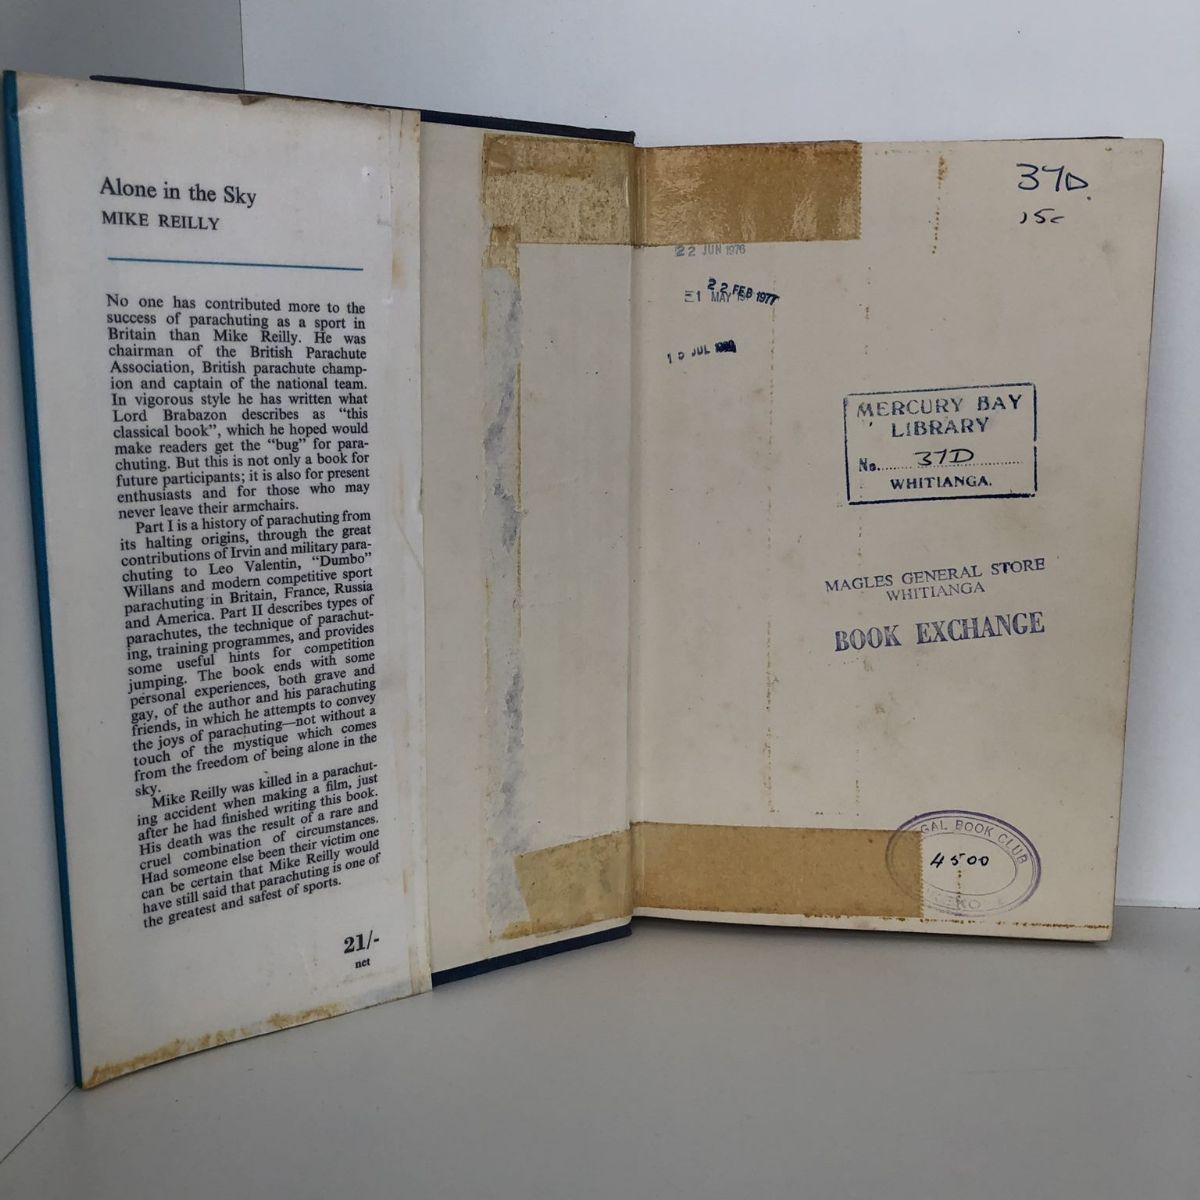 Alone in the Sky
MIKE REILLY
No one has contributed more to the
success of parachuting as a sport in
Britain than Mike Reilly. He was
chairman of the British Parachute
Association, British parachute champ-
ion and captain of the national team.
In vigorous style he has written what
Lord Brabazon describes as "this
classical book", which he hoped would
make readers get the "bug" for para-
chuting. But this is not only a book for
future participants; it is also for present
enthusiasts and for those who may
never leave their armchairs.
Part I is a history of parachuting from
its halting origins, through the great
contributions of Irvin and military para-
chuting to Leo Valentin, "Dumbo"
Willans and modern competitive sport
parachuting in Britain, France, Russia
and America. Part II describes types of
parachutes, the technique of parachut-
ing, training programmes, and provides
some useful hints for competition
jumping. The book ends with some
personal experiences, both grave and
gay, of the author and his parachuting
friends, in which he attempts to convey
the joys of parachuting—not without a
touch of the mystique which comes
from the freedom of being alone in the
sky.
Mike Reilly was killed in a parachut-
ing accident when making a film, just
after he had finished writing this book.
His death was the result of a rare and
cruel combination of circumstances.
Had someone else been their victim one
can be certain that Mike Reilly would
have still said that parachuting is one of
the greatest and safest of sports.
21/-
net
37D
15c
22 JUN 1976
22 FEB 1977
MAY
JUL
MERCURY BAY
LIBRARY
No. 37D
WHITIANGA.
MAGLES GENERAL STORE
WHITIANGA
BOOK EXCHANGE
BOOK CLUB
4500